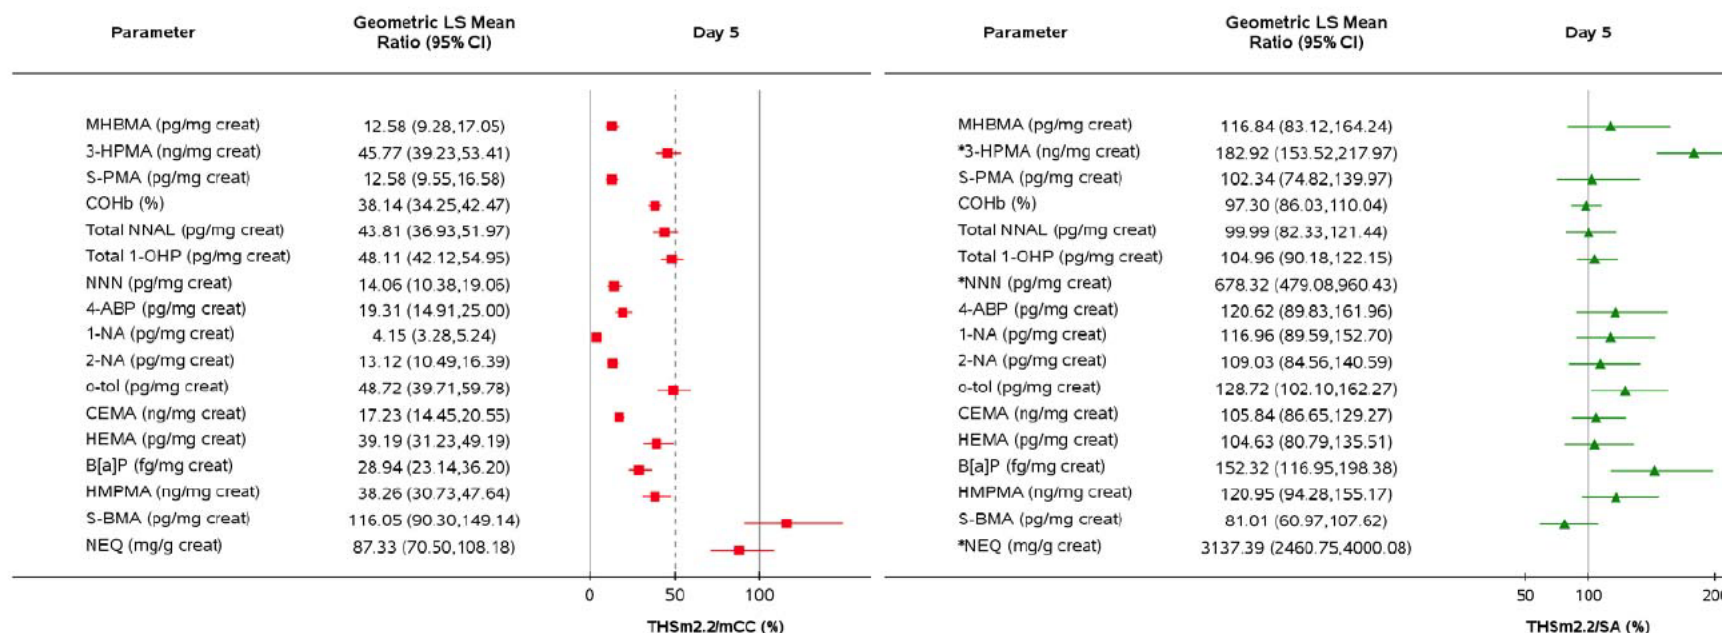 Parameter Geometric LS Mean Ratio (95% CI) Day 5
MHBMA (pg/mg creat) 12.58 (9.28,17.05)
3-HPMA (ng/mg creat) 45.77 (39.23,53.41)
S-PMA (pg/mg creat) 12.58 (9.55,16.58)
COHb (%) 38.14 (34.25,42.47)
Total NNAL (pg/mg creat) 43.81 (36.93,51.97)
Total 1-OHP (pg/mg creat) 48.11 (42.12,54.95)
NNN (pg/mg creat) 14.06 (10.38,19.06)
4-ABP (pg/mg creat) 19.31 (14.91,25.00)
1-NA (pg/mg creat) 4.15 (3.28,5.24)
2-NA (pg/mg creat) 13.12 (10.49,16.39)
o-tol (pg/mg creat) 48.72 (39.71,59.78)
CEMA (ng/mg creat) 17.23 (14.45,20.55)
HEMA (pg/mg creat) 39.19 (31.23,49.19)
B[a]P (fg/mg creat) 28.94 (23.14,36.20)
HMPMA (ng/mg creat) 38.26 (30.73,47.64)
S-BMA (pg/mg creat) 116.05 (90.30,149.14)
NEQ (mg/g creat) 87.33 (70.50,108.18)
0 50 100
THSm2.2/mCC (%)
Parameter Geometric LS Mean Ratio (95% CI) Day 5
MHBMA (pg/mg creat) 116.84 (83.12,164.24)
*3-HPMA (ng/mg creat) 182.92 (153.52,217.97)
S-PMA (pg/mg creat) 102.34 (74.82,139.97)
COHb (%) 97.30 (86.03,110.04)
Total NNAL (pg/mg creat) 99.99 (82.33,121.44)
Total 1-OHP (pg/mg creat) 104.96 (90.18,122.15)
*NNN (pg/mg creat) 678.32 (479.08,960.43)
4-ABP (pg/mg creat) 120.62 (89.83,161.96)
1-NA (pg/mg creat) 116.96 (89.59,152.70)
2-NA (pg/mg creat) 109.03 (84.56,140.59)
o-tol (pg/mg creat) 128.72 (102.10,162.27)
CEMA (ng/mg creat) 105.84 (86.65,129.27)
HEMA (pg/mg creat) 104.63 (80.79,135.51)
B[a]P (fg/mg creat) 152.32 (116.95,198.38)
HMPMA (ng/mg creat) 120.95 (94.28,155.17)
S-BMA (pg/mg creat) 81.01 (60.97,107.62)
*NEQ (mg/g creat) 3137.39 (2460.75,4000.08)
50 100 200
THSm2.2/SA (%)